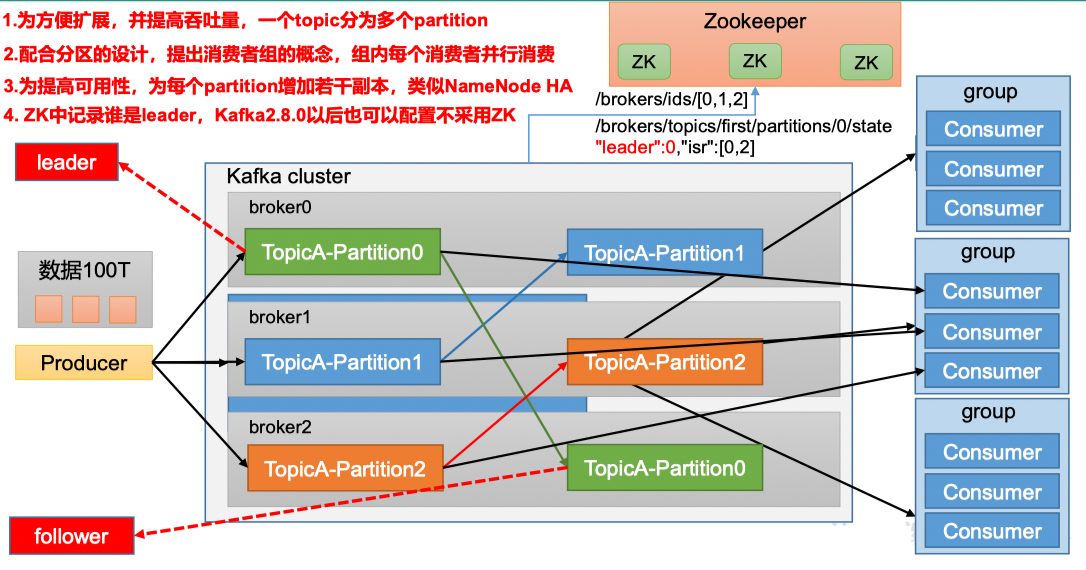 1.为方便扩展，并提高吞吐量，一个topic分为多个partition
2.配合分区的设计，提出消费者组的概念，组内每个消费者并行消费
3.为提高可用性，为每个partition增加若干副本，类似NameNode HA
4. ZK中记录谁是leader，Kafka2.8.0以后也可以配置不采用ZK
Zookeeper
ZK
ZK
ZK
/brokers/ids/[0,1,2]
/brokers/topics/first/partitions/0/state
"leader":0,"isr":[0,2]
leader
数据100T
Producer
follower
Kafka cluster
broker0
TopicA-Partition0
TopicA-Partition1
broker1
TopicA-Partition1
TopicA-Partition2
broker2
TopicA-Partition2
TopicA-Partition0
group
Consumer
Consumer
Consumer
group
Consumer
Consumer
Consumer
group
Consumer
Consumer
Consumer